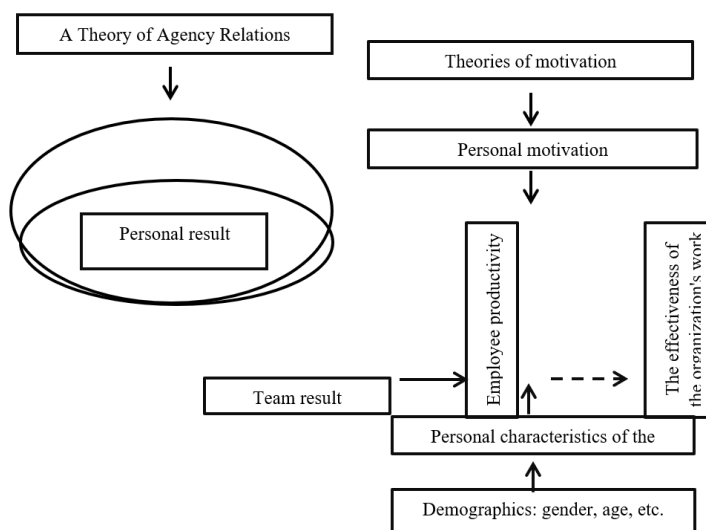 A Theory of Agency Relations
Theories of motivation
Personal motivation
Personal result
Employee productivity
The effectiveness of
the organization's work
Team result
Personal characteristics of the
Demographics: gender, age, etc.